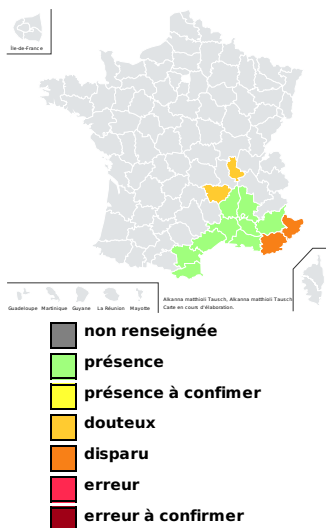 Île-de-France
Guadeloupe Martinique Guyane La Réunion Mayotte
Alkanna matthioli Tausch, Alkanna matthioli Tausch
Carte en cours d'élaboration.
non renseignée
présence
présence à confimer
douteux
disparu
erreur
erreur à confirmer